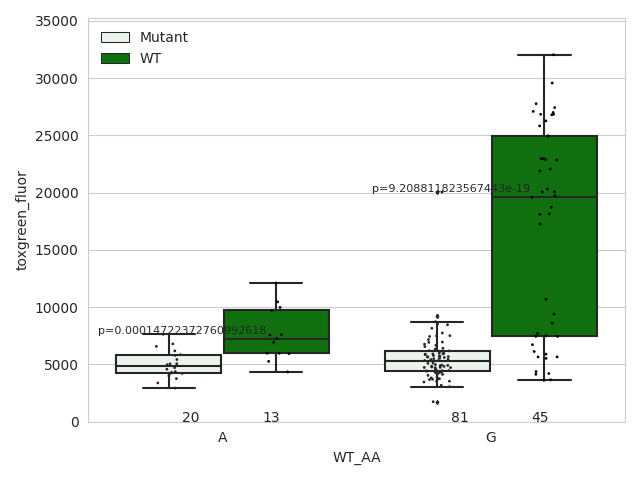 35000
30000
25000
20000
15000
10000
5000
0
toxgreen_fluor
Mutant
WT
p=9.208811823567443e-19
p=0.00014722372760992618
20 13 81 45
A G
WT_AA